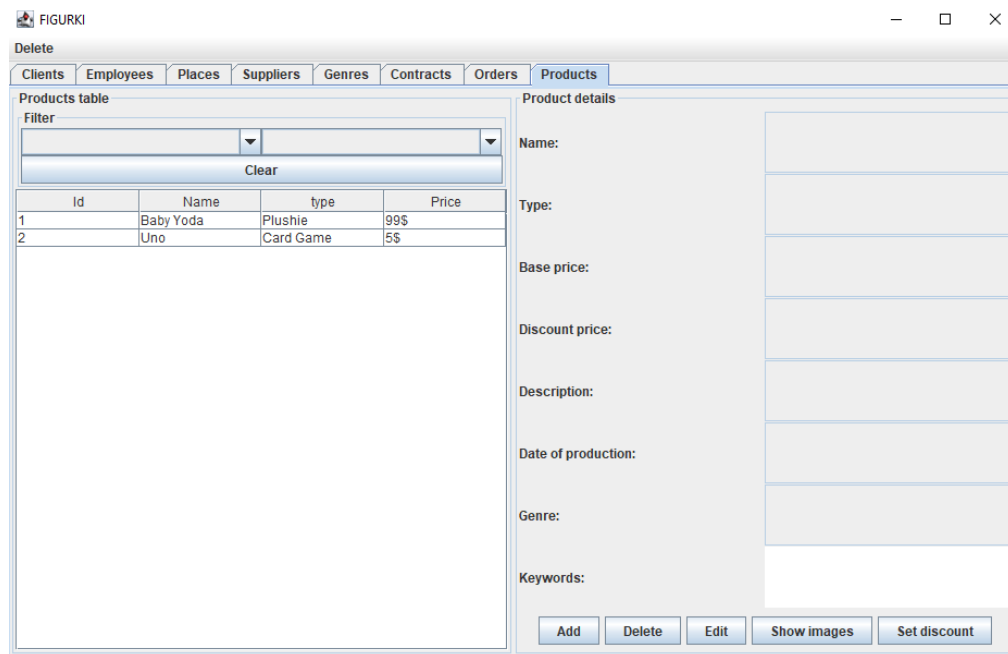 FIGURKI
Delete
Clients Employees Places Suppliers Genres Contracts Orders Products
Products table
Filter
Clear
Id Name type Price
1 Baby Yoda Plushie 99$
2 Uno Card Game 5$
Product details
Name:
Type:
Base price:
Discount price:
Description:
Date of production:
Genre:
Keywords:
Add Delete Edit Show images Set discount